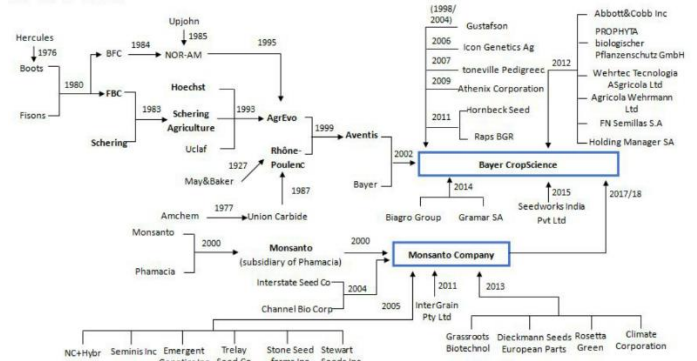 (1998/
2004)
Gustafson
2006
Icon Genetics Ag
2007
toneville Pedigreec
2009
Athenix Corporation
2011
Hornbeck Seed
Raps BGR
Abbott&Cobb Inc
PROPHYTA
biologischer
Pflanzenschutz GmbH
2012
Wehrtec Tecnologia
ASgricola Ltd
Agricola Wehrmann
Ltd
FN Semillas S.A
Holding Manager SA
Hercules
1976
Boots
Fisons
1980
BFC
FBC
1984
Upjohn
1985
NOR-AM
1995
Schering
1983
Hoechst
Schering
Agriculture
Uclaf
1993
AgrEvo
1999
Rhône-
Poulenc
May&Baker
1927
1987
Amchem
1977
Union Carbide
Aventis
Bayer
2002
Bayer CropScience
2014
Biagro Group
Gramar SA
2015
Seedworks India
Pvt Ltd
2017/18
Monsanto
Phamacia
2000
Monsanto
(subsidiary of Phamacia)
2000
Monsanto Company
Interstate Seed Co
Channel Bio Corp
2004
2005
2011
InterGrain
Pty Ltd
2013
NC+Hybr
Seminis Inc
Emergent
Trelay
Stone Seed
Stewart
Grassroots
Biotechnol
Dieckmann Seeds
European Parts
Rosetta
Green
Climate
Corporation